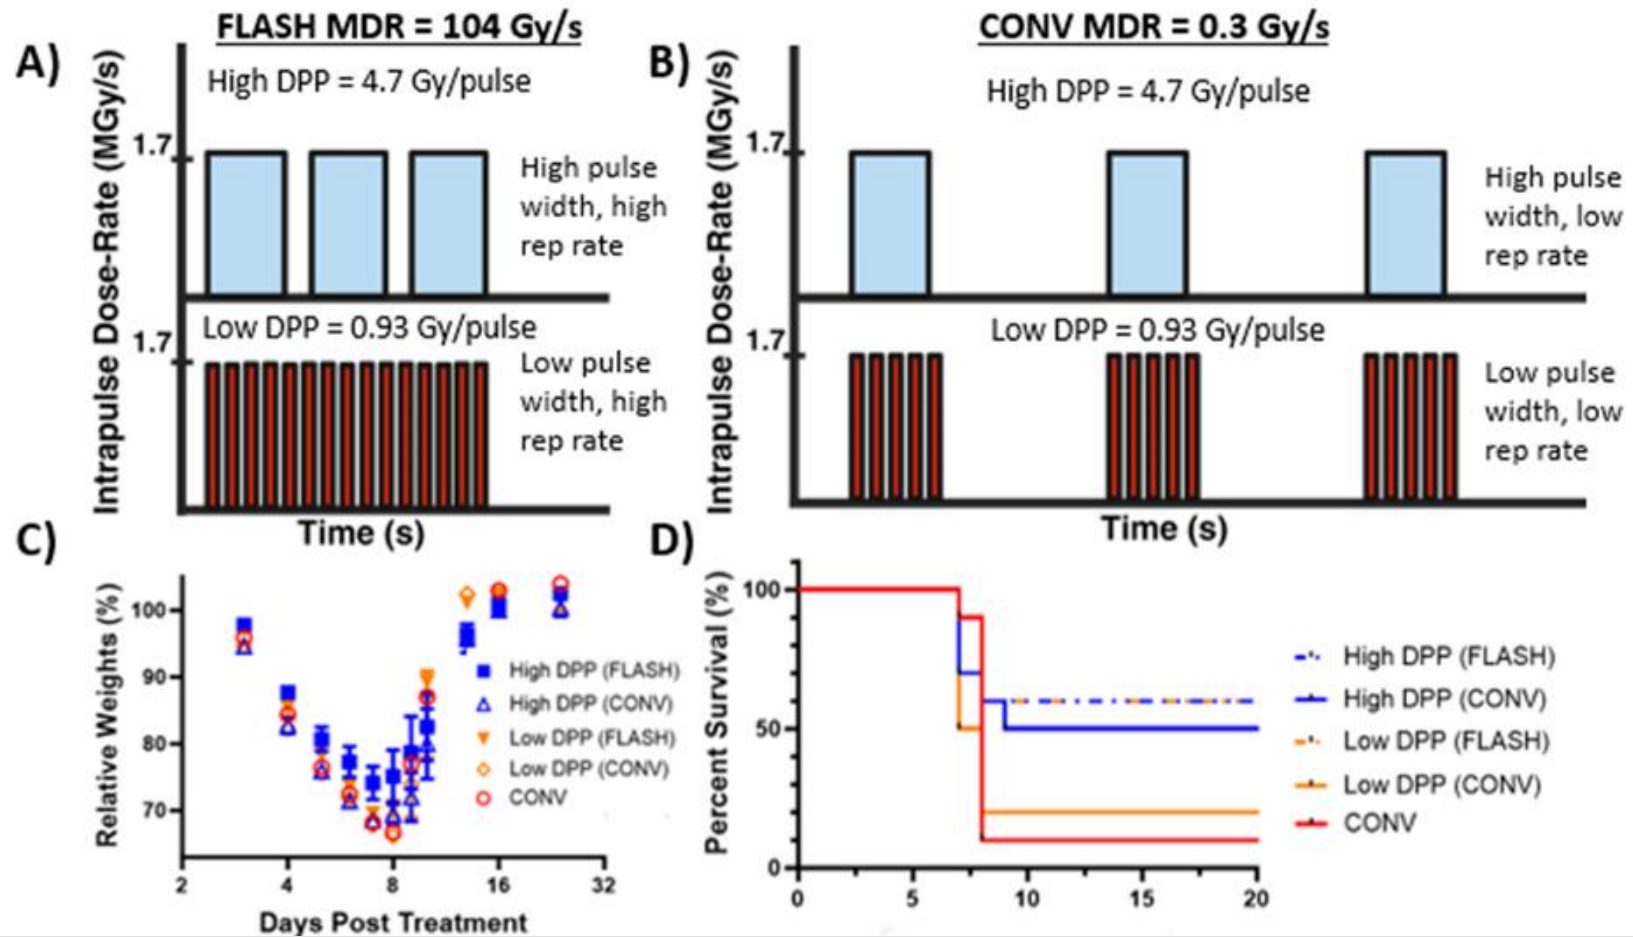 FLASH MDR = 104 Gy/s
A)
High DPP = 4.7 Gy/pulse
Intrapulse Dose-Rate (MGy/s)
1.7
High pulse
width, high
rep rate
Low DPP = 0.93 Gy/pulse
1.7
Low pulse
width, high
rep rate
Time (s)
CONV MDR = 0.3 Gy/s
B)
High DPP = 4.7 Gy/pulse
Intrapulse Dose-Rate (MGy/s)
1.7
High pulse
width, low
rep rate
Low DPP = 0.93 Gy/pulse
1.7
Low pulse
width, low
rep rate
Time (s)
C)
Relative Weights (%)
100
90
80
70
2 4 8 16 32
Days Post Treatment
High DPP (FLASH)
High DPP (CONV)
Low DPP (FLASH)
Low DPP (CONV)
CONV
D)
Percent Survival (%)
100
50
0
0 5 10 15 20
High DPP (FLASH)
High DPP (CONV)
Low DPP (FLASH)
Low DPP (CONV)
CONV